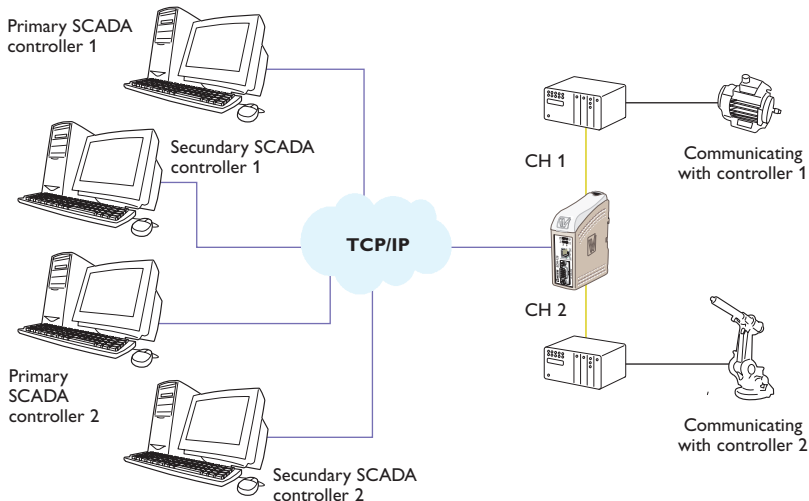 Primary SCADA
controller 1
Secundary SCADA
controller 1
Primary
SCADA
controller 2
Secundary SCADA
controller 2
TCP/IP
CH 1
CH 2
Communicating
with controller 1
Communicating
with controller 2